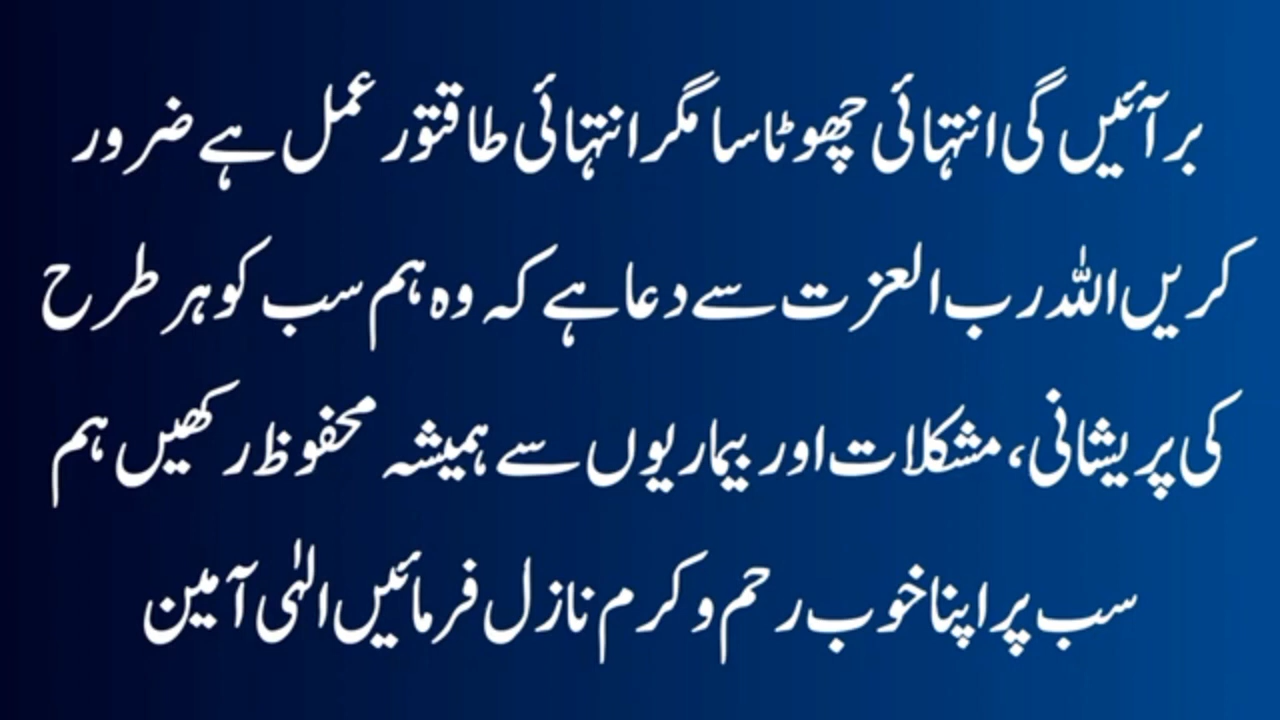 بر آئیں گی انتہائی چھوٹا سا مگر انتہائی طاقتور عمل ہے ضرور
کریں اللہ رب العزت سے دعا ہے کہ وہ ہم سب کو ہر طرح
کی پریشانی، مشکلات اور بیماریوں سے ہمیشہ محفوظ رکھیں ہم
سب پر اپنا خوب رحم و کرم نازل فرمائیں الہٰی آمین